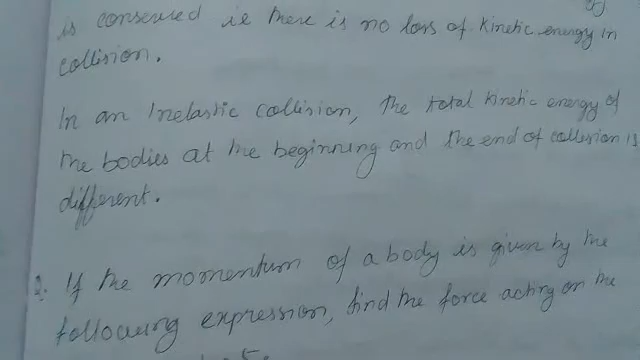 is conserved ie there is no loss of kinetic energy in
collision.
In an Inelastic collision, the total kinetic energy of
the bodies at the beginning and the end of collision is
different.
2. If the momentum of a body is given by the
following expression, find the force acting on the